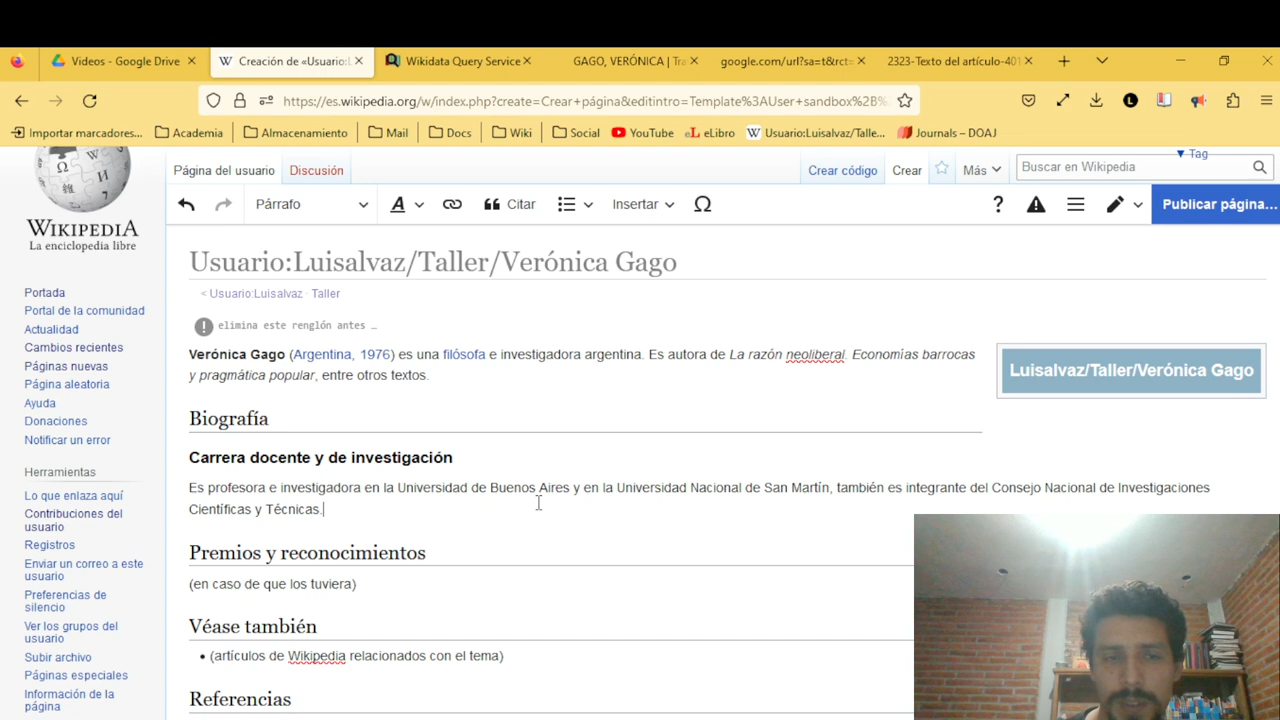 Videos - Google Drive
Creación de «Usuario:L
Wikidata Query Service
GAGO, VERÓNICA | Tra
google.com/url?sa=t&rct=
2323-Texto del artículo-401
https://es.wikipedia.org/w/index.php?create=Crear+página&editintro=Template%3AUser+sandbox%2B%
Importar marcadores...
Academia
Almacenamiento
Mail
Docs
Wiki
Social
YouTube
eLibro
Usuario:Luisalvaz/Talle...
Journals – DOAJ
Tag
Página del usuario
Discusión
Crear código
Crear
Más
Buscar en Wikipedia
Párrafo
A
Citar
Insertar
Ω
?
Publicar página...
WIKIPEDIA
La enciclopedia libre
Portada
Portal de la comunidad
Actualidad
Cambios recientes
Páginas nuevas
Página aleatoria
Ayuda
Donaciones
Notificar un error
Herramientas
Lo que enlaza aquí
Contribuciones del
usuario
Registros
Enviar un correo a este
usuario
Preferencias de
silencio
Ver los grupos del
usuario
Subir archivo
Páginas especiales
Información de la
página
Usuario:Luisalvaz/Taller/Verónica Gago
< Usuario:Luisalvaz · Taller
elimina este renglón antes …
Verónica Gago (Argentina, 1976) es una filósofa e investigadora argentina. Es autora de La razón neoliberal. Economías barrocas
y pragmática popular, entre otros textos.
Luisalvaz/Taller/Verónica Gago
Biografía
Carrera docente y de investigación
Es profesora e investigadora en la Universidad de Buenos Aires y en la Universidad Nacional de San Martín, también es integrante del Consejo Nacional de Investigaciones
Científicas y Técnicas.
Premios y reconocimientos
(en caso de que los tuviera)
Véase también
• (artículos de Wikipedia relacionados con el tema)
Referencias